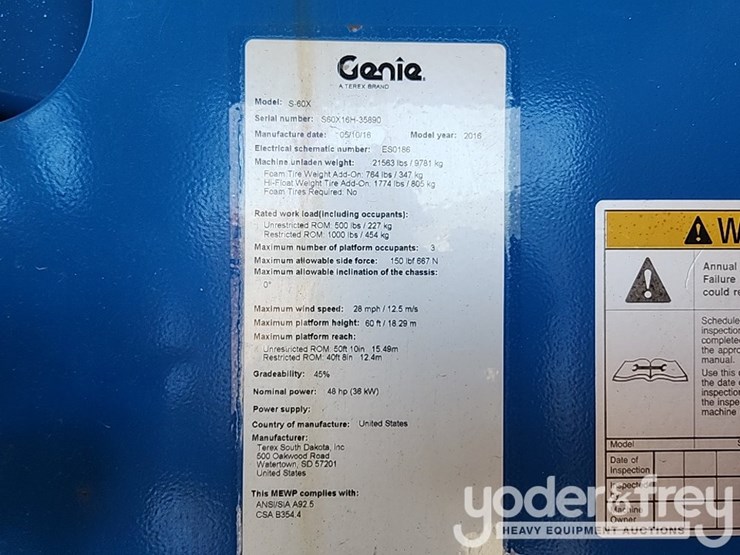 Genie
A TEREX BRAND
Model: S-60X
Serial number: S60X16H-35690
Manufacture date: 05/10/16 Model year: 2016
Electrical schematic number: ES0186
Machine unladen weight: 21563 lbs / 9781 kg
Foam Tire Weight Add-On: 764 lbs / 347 kg
Hi-Float Weight Tire Add-On: 1774 lbs / 805 kg
Foam Tires Required: No
Rated work load(including occupants):
Unrestricted ROM: 500 lbs / 227 kg
Restricted ROM: 1000 lbs / 454 kg
Maximum number of platform occupants: 3
Maximum allowable side force: 150 lbf 667 N
Maximum allowable inclination of the chassis:
0°
Maximum wind speed: 28 mph / 12.5 m/s
Maximum platform height: 60 ft / 18.29 m
Maximum platform reach:
Unresricted ROM: 50ft 10in 15.49m
Restricted ROM: 40ft 8in 12.4m
Gradeability: 45%
Nominal power: 48 hp (36 kW)
Power supply:
Country of manufacture: United States
Manufacturer:
Terex South Dakota, Inc
500 Oakwood Road
Watertown, SD 57201
United States
This MEWP complies with:
ANSI/SIA A92.5
CSA B354.4
W
Annual
Failure
could re
Schedule
inspection
completed
the appro
manual.
Use this
the date o
inspection
the inspe
machine
Model S
Date of
Inspection
Inspected
Machine
Owner
yoder & frey
HEAVY EQUIPMENT AUCTIONS